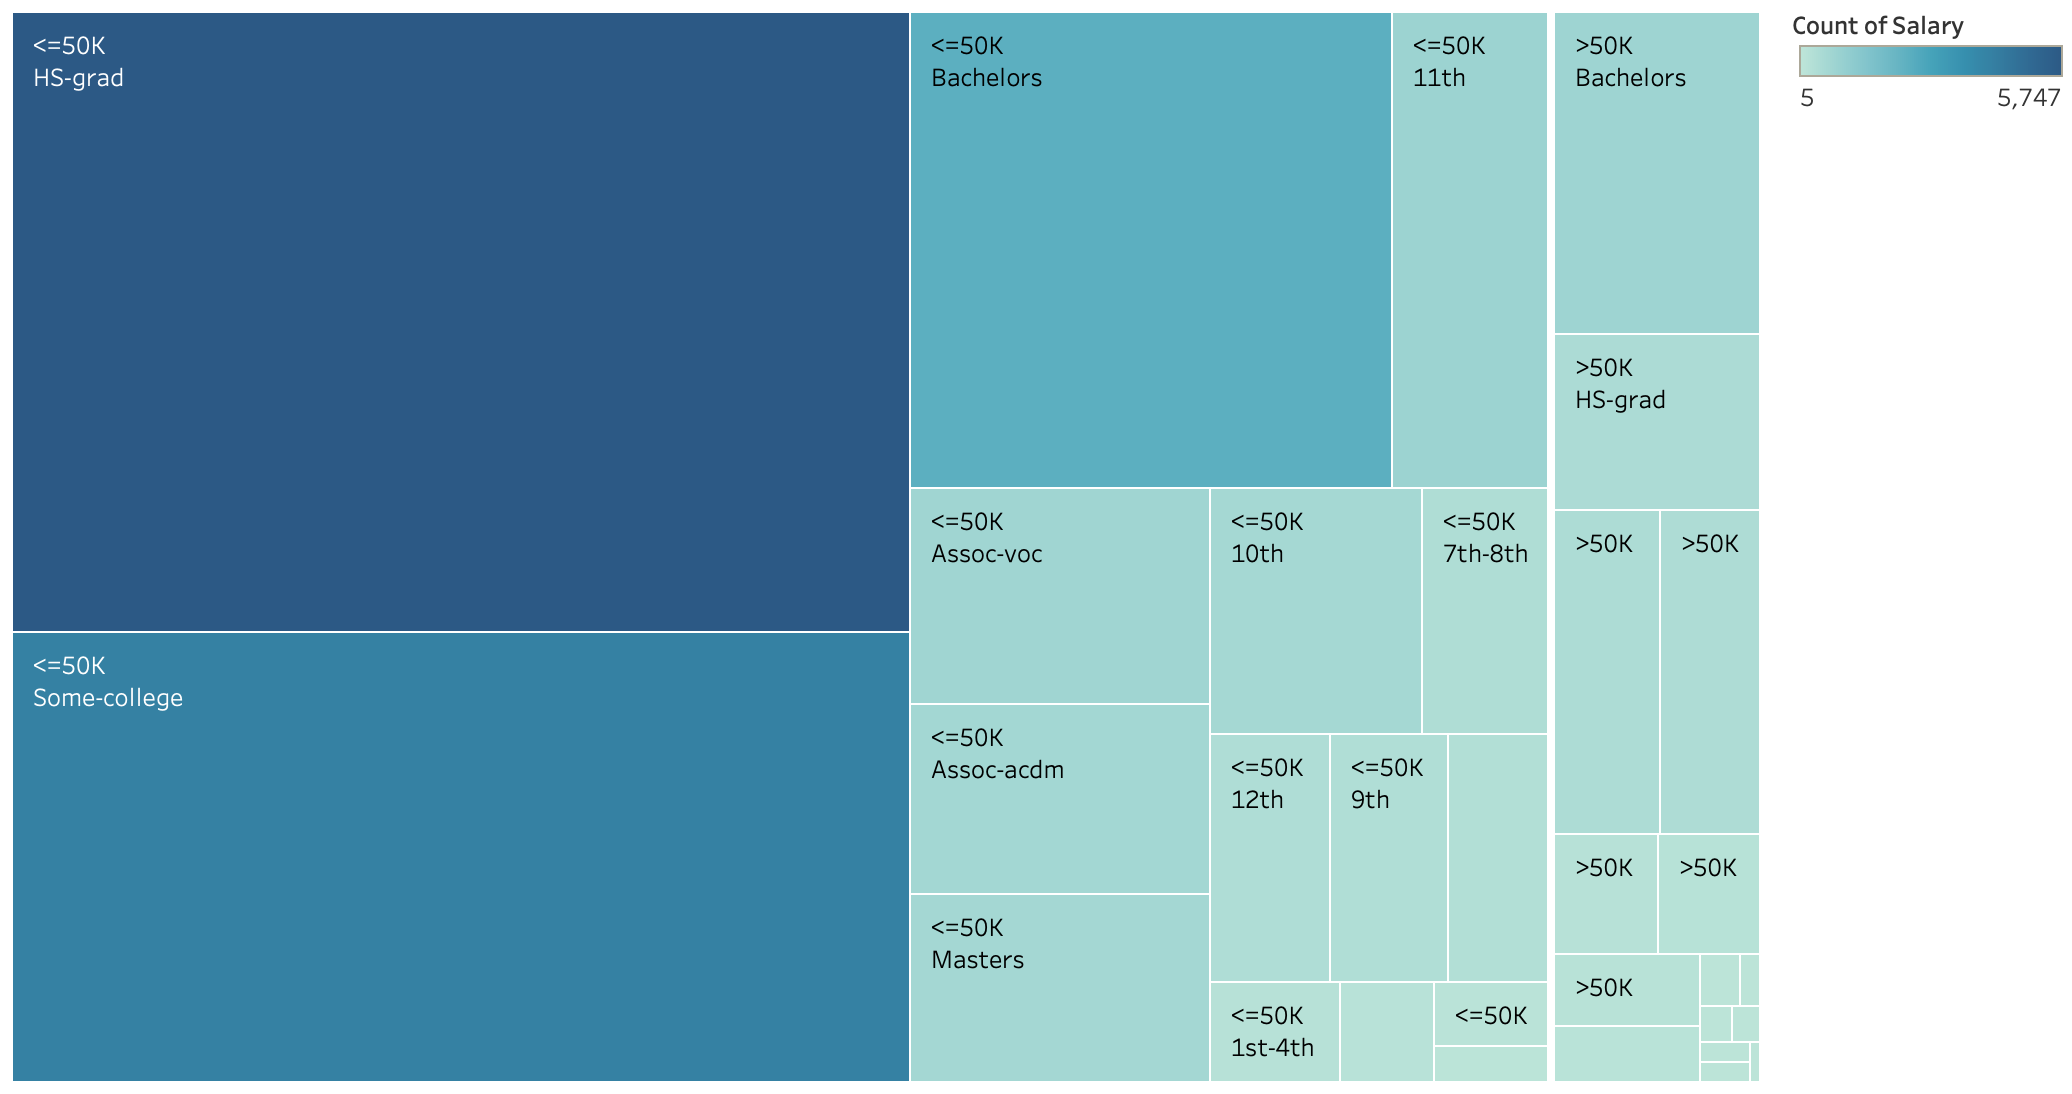 <=50K
HS-grad
<=50K
Some-college
<=50K
Bachelors
<=50K
11th
<=50K
Assoc-voc
<=50K
10th
<=50K
7th-8th
<=50K
Assoc-acdm
<=50K
Masters
<=50K
12th
<=50K
9th
<=50K
1st-4th
<=50K
>50K
Bachelors
>50K
HS-grad
>50K
>50K
>50K
>50K
>50K
Count of Salary
5
5,747